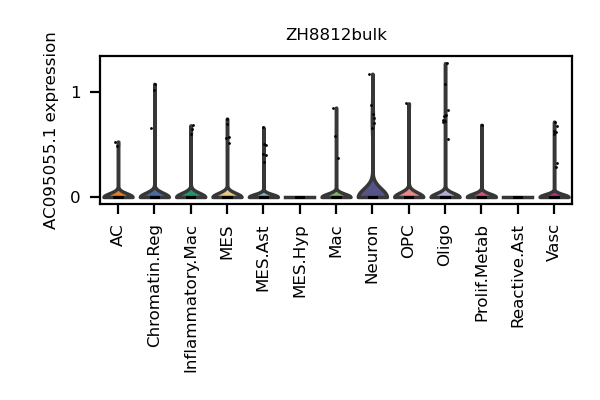 ZH8812bulk
AC095055.1 expression
1
0
AC
Chromatin.Reg
Inflammatory.Mac
MES
MES.Ast
MES.Hyp
Mac
Neuron
OPC
Oligo
Prolif.Metab
Reactive.Ast
Vasc